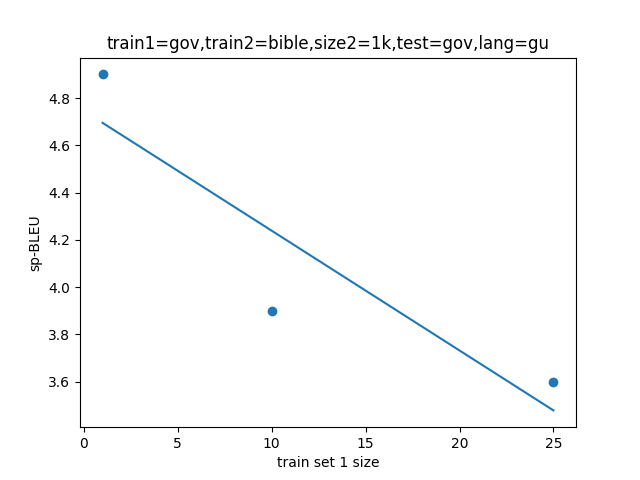 train1=gov,train2=bible,size2=1k,test=gov,lang=gu
4.8
4.6
4.4
4.2
4.0
3.8
3.6
sp-BLEU
0 5 10 15 20 25
train set 1 size